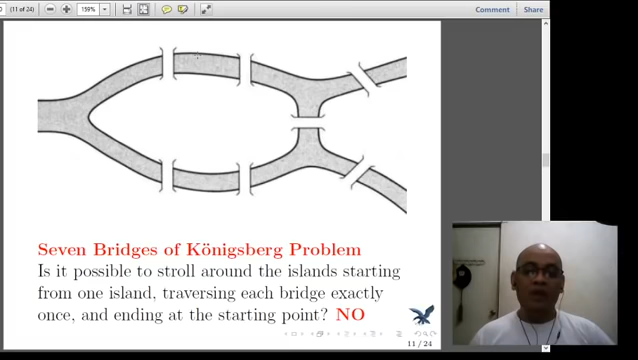 (11 of 24)
159%
Comment
Share
Seven Bridges of Königsberg Problem
Is it possible to stroll around the islands starting
from one island, traversing each bridge exactly
once, and ending at the starting point? NO
11 / 24